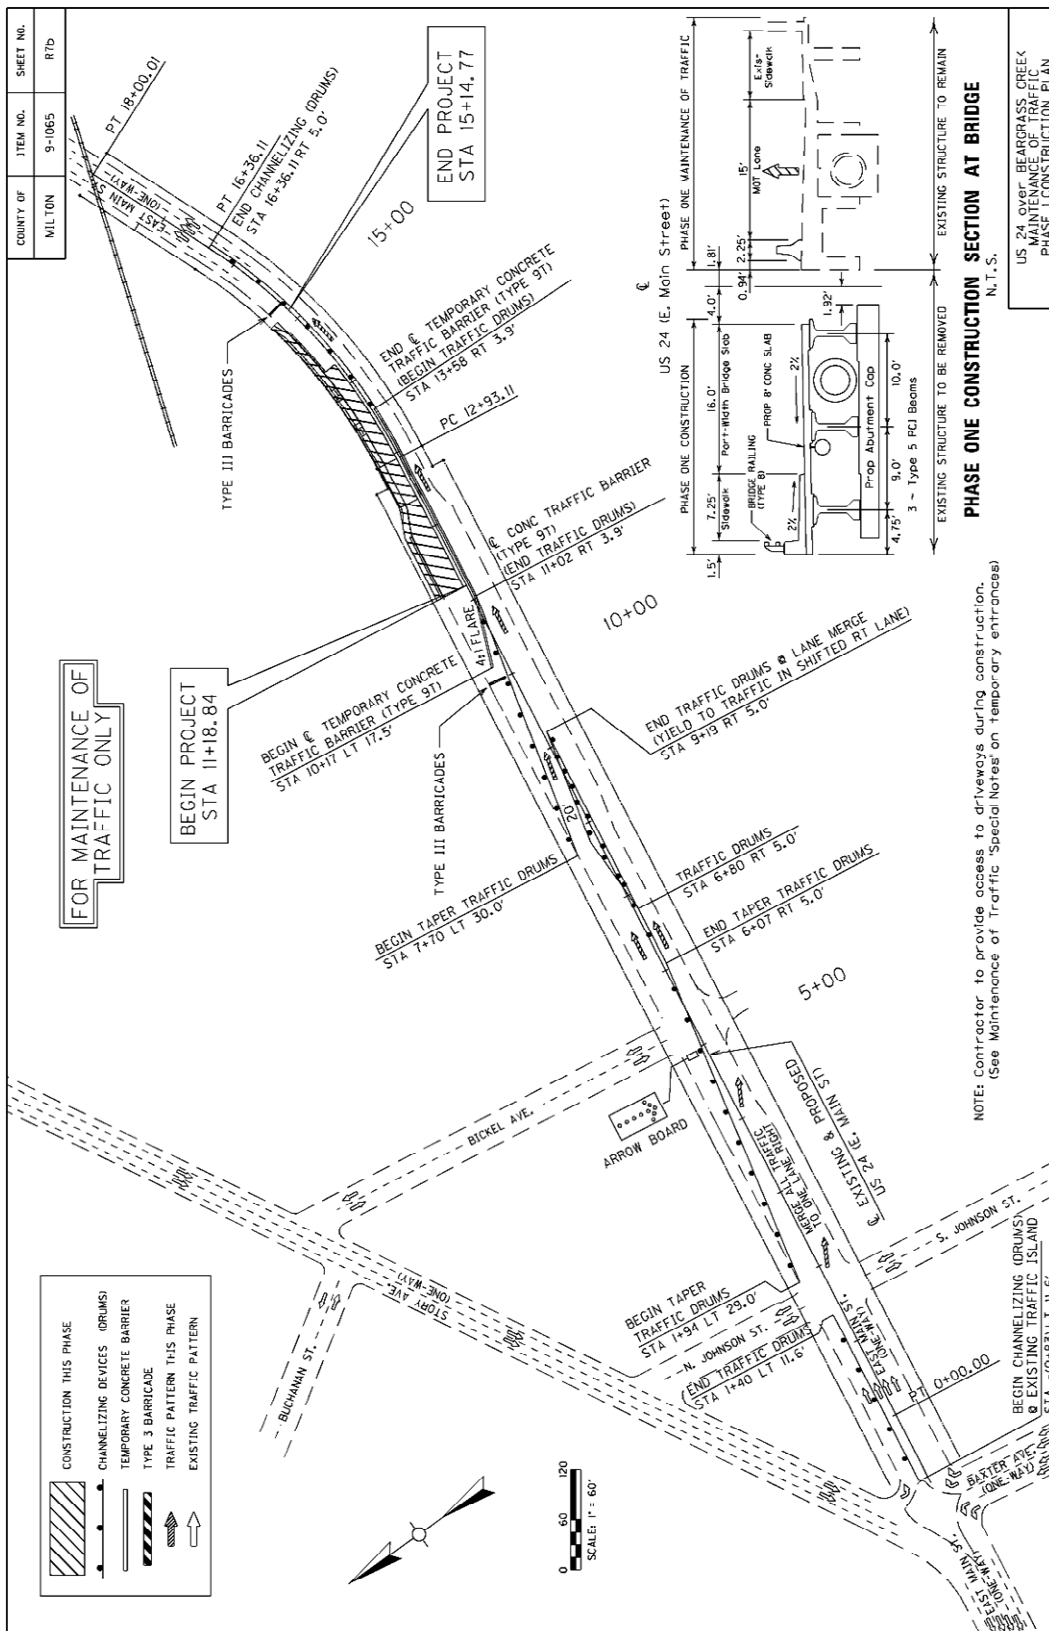 COUNTY OF
ITEM NO.
SHEET NO.
MILTON
9-1065
R7b
FOR MAINTENANCE OF
TRAFFIC ONLY
BEGIN PROJECT
STA 11+18.84
END PROJECT
STA 15+14.77
CONSTRUCTION THIS PHASE
CHANNELIZING DEVICES (DRUMS)
TEMPORARY CONCRETE BARRIER
TYPE 3 BARRICADE
TRAFFIC PATTERN THIS PHASE
EXISTING TRAFFIC PATTERN
0 60 120
SCALE: 1" = 60'
BUCHANAN ST.
STORY AVE.
(ONE-WAY)
BICKEL AVE.
ARROW BOARD
N. JOHNSON ST.
S. JOHNSON ST.
BEGIN TAPER
TRAFFIC DRUMS
STA 1+94 LT 29.0'
(END TRAFFIC DRUMS
STA 1+40 LT 11.6'
EAST MAIN ST.
(ONE-WAY)
BAXTER AVE.
(ONE-WAY)
EAST MAIN ST.
(ONE-WAY)
PT 0+00.00
BEGIN CHANNELIZING (DRUMS)
@ EXISTING TRAFFIC ISLAND
MERGE ALL TRAFFIC
TO ONE LANE RIGHT
℄ EXISTING & PROPOSED
US 24 (E. MAIN ST)
5+00
END TAPER TRAFFIC DRUMS
STA 6+07 RT 5.0'
TRAFFIC DRUMS
STA 6+80 RT 5.0'
BEGIN TAPER TRAFFIC DRUMS
STA 7+70 LT 30.0'
20'
END TRAFFIC DRUMS @ LANE MERGE
(YIELD TO TRAFFIC IN SHIFTED RT LANE)
STA 9+19 RT 5.0'
TYPE III BARRICADES
BEGIN ℄ TEMPORARY CONCRETE
TRAFFIC BARRIER (TYPE 9T)
STA 10+17 LT 17.5'
4:1 FLARE
10+00
℄ CONC TRAFFIC BARRIER
(TYPE 9T)
(END TRAFFIC DRUMS)
STA 11+02 RT 3.9'
PC 12+93.11
END ℄ TEMPORARY CONCRETE
TRAFFIC BARRIER (TYPE 9T)
(BEGIN TRAFFIC DRUMS)
STA 13+58 RT 3.9'
TYPE III BARRICADES
15+00
PT 16+36.11
END CHANNELIZING (DRUMS)
STA 16+36.11 RT 5.0'
EAST MAIN ST.
(ONE-WAY)
PT 18+00.01
℄
US 24 (E. Main Street)
PHASE ONE CONSTRUCTION
PHASE ONE MAINTENANCE OF TRAFFIC
1.5'
7.25'
Sidewalk
16.0'
Part-Width Bridge Slab
4.0'
1.81'
0.94'
2.25'
15'
MOT Lane
Sidewalk
BRIDGE RAILING
(TYPE B)
PROP 8" CONC SLAB
2%
2%
1.92'
Prop Abutment Cap
4.75'
9.0'
10.0'
3 ~ Type 5 PCI Beams
EXISTING STRUCTURE TO BE REMOVED
EXISTING STRUCTURE TO REMAIN
PHASE ONE CONSTRUCTION SECTION AT BRIDGE
N.T.S.
NOTE: Contractor to provide access to driveways during construction.
(See Maintenance of Traffic Special Notes on temporary entrances)
US 24 over BEARGRASS CREEK
MAINTENANCE OF TRAFFIC
PHASE 1 CONSTRUCTION PLAN